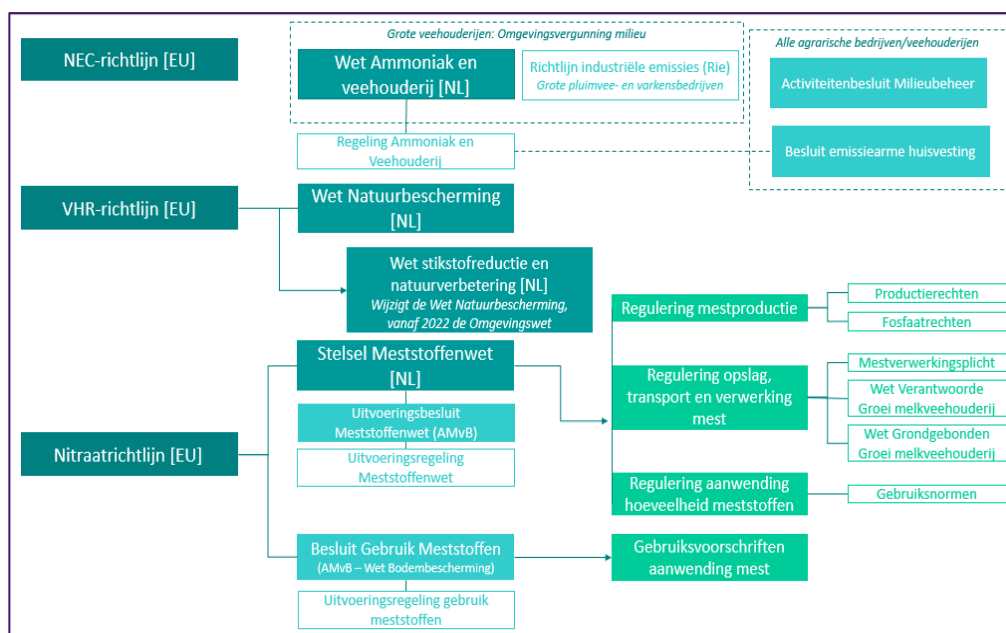 NEC-richtlijn [EU]
Grote veehouderijen: Omgevingsvergunning milieu
Wet Ammoniak en
veehouderij [NL]
Richtlijn industriële emissies (Rie)
Grote pluimvee- en varkensbedrijven
Alle agrarische bedrijven/veehouderijen
Activiteitenbesluit Milieubeheer
Besluit emissiearme huisvesting
Regeling Ammoniak en
Veehouderij
VHR-richtlijn [EU]
Wet Natuurbescherming
[NL]
Wet stikstofreductie en
natuurverbetering [NL]
Wijzigt de Wet Natuurbescherming,
vanaf 2022 de Omgevingswet
Nitraatrichtlijn [EU]
Stelsel Meststoffenwet
[NL]
Uitvoeringsbesluit
Meststoffenwet (AMvB)
Uitvoeringsregeling
Meststoffenwet
Regulering mestproductie
Productierechten
Fosfaatrechten
Regulering opslag,
transport en verwerking
mest
Mestverwerkingsplicht
Wet Verantwoorde
Groei melkveehouderij
Wet Grondgebonden
Groei melkveehouderij
Regulering aanwending
hoeveelheid meststoffen
Gebruiksnormen
Besluit Gebruik Meststoffen
(AMvB – Wet Bodembescherming)
Uitvoeringsregeling gebruik
meststoffen
Gebruiksvoorschriften
aanwending mest